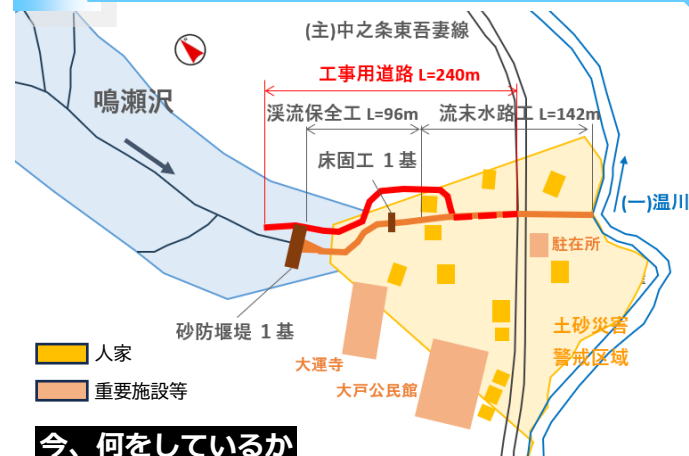 (主)中之条東吾妻線
工事用道路 L=240m
鳴瀬沢
渓流保全工 L=96m
流末水路工 L=142m
床固工 1 基
(一)温川
駐在所
砂防堰堤 1 基
土砂災害
警戒区域
大運寺
大戸公民館
人家
重要施設等
今、何をしているか